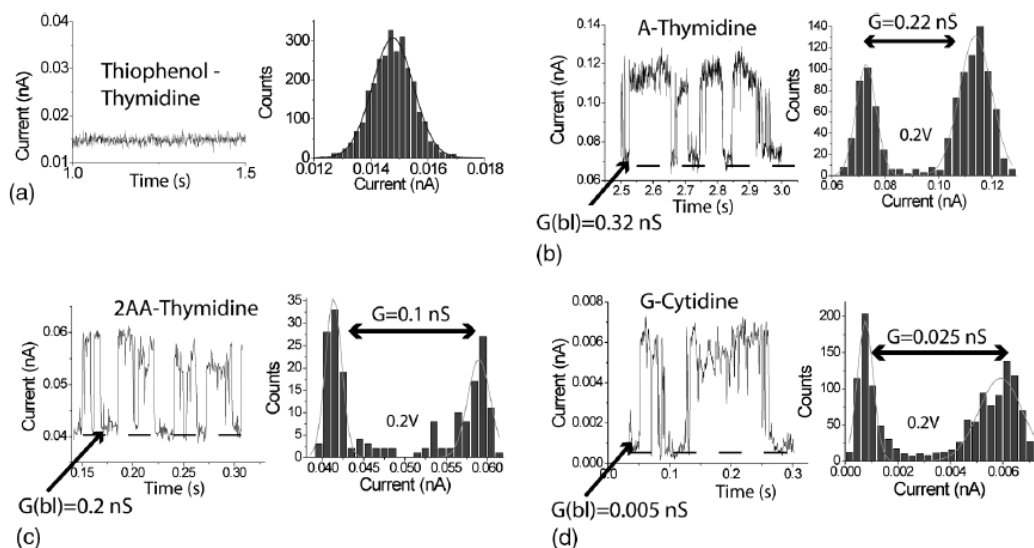 Current (nA)
0.04
0.03
0.02
0.01
Thiophenol -
Thymidine
1.0
1.5
Time (s)
Counts
300
200
100
0
0.012
0.014
0.016
0.018
Current (nA)
(a)
A-Thymidine
Current (nA)
0.14
0.12
0.10
0.08
0.06
2.5
2.6
2.7
2.8
2.9
3.0
Time (s)
G(bl)=0.32 nS
G=0.22 nS
Counts
140
120
100
80
60
40
20
0
0.2V
0.06
0.08
0.10
0.12
Current (nA)
(b)
2AA-Thymidine
Current (nA)
0.06
0.05
0.04
0.15
0.20
0.25
0.30
Time (s)
G(bl)=0.2 nS
G=0.1 nS
Counts
35
30
25
20
15
10
5
0
0.2V
0.040
0.045
0.050
0.055
0.060
Current (nA)
(c)
G-Cytidine
Current (nA)
0.008
0.006
0.004
0.002
0.000
0.0
0.1
0.2
0.3
Time (s)
G(bl)=0.005 nS
G=0.025 nS
Counts
200
150
100
50
0
0.2V
0.000
0.002
0.004
0.006
Current (nA)
(d)